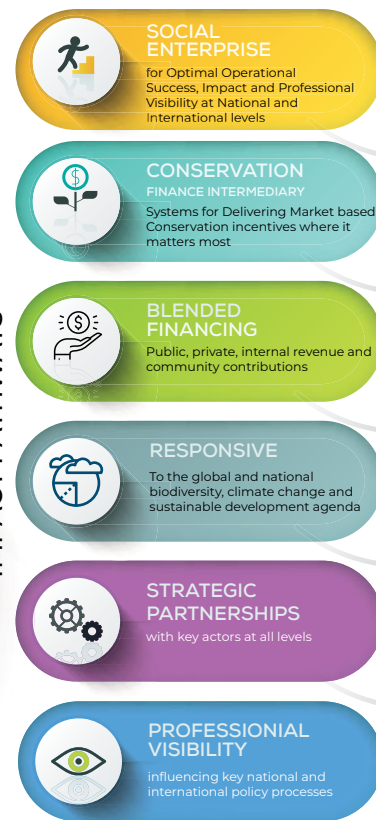 SOCIAL
ENTERPRISE
for Optimal Operational
Success, Impact and Professional
Visibility at National and
International levels
CONSERVATION
FINANCE INTERMEDIARY
Systems for Delivering Market based
Conservation incentives where it
matters most
BLENDED
FINANCING
Public, private, internal revenue and
community contributions
RESPONSIVE
To the global and national
biodiversity, climate change and
sustainable development agenda
STRATEGIC
PARTNERSHIPS
with key actors at all levels
PROFESSIONIAL
VISIBILITY
influencing key national and
international policy processes